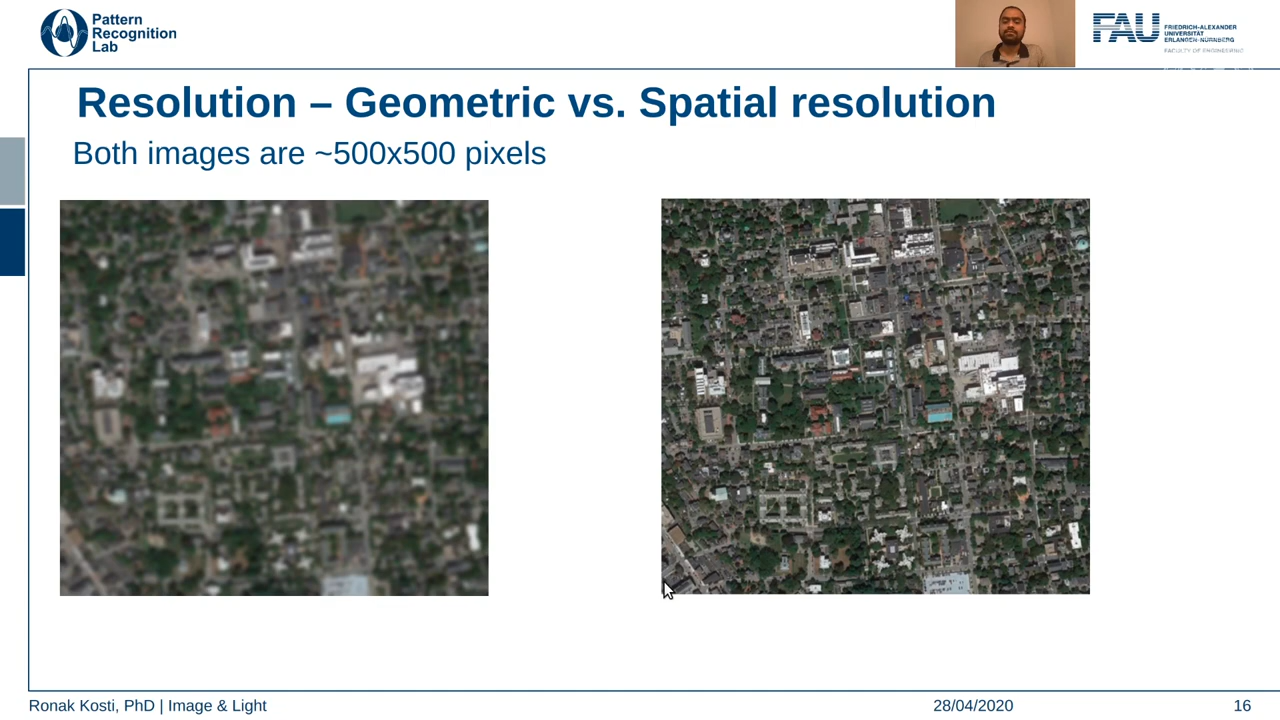 Pattern
Recognition
Lab
FAU
FRIEDRICH-ALEXANDER
UNIVERSITÄT
ERLANGEN-NÜRNBERG
FACULTY OF ENGINEERING
Resolution – Geometric vs. Spatial resolution
Both images are ~500x500 pixels
Ronak Kosti, PhD | Image & Light
28/04/2020
16